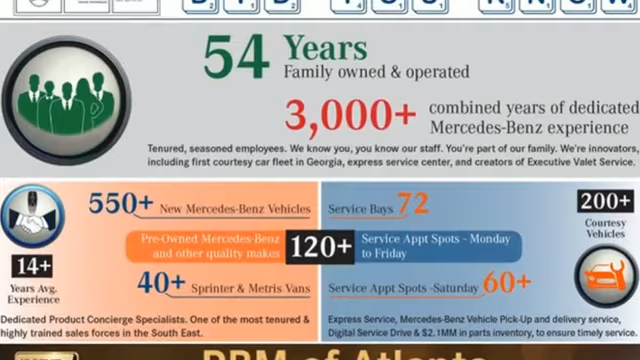 DID YOU KNOW
54 Years
Family owned & operated
3,000+ combined years of dedicated
Mercedes-Benz experience
Tenured, seasoned employees. We know you, you know our staff. You're part of our family. We're innovators,
including first courtesy car fleet in Georgia, express service center, and creators of Executive Valet Service.
550+ New Mercedes-Benz Vehicles
Pre-Owned Mercedes-Benz
and other quality makes
120+
40+ Sprinter & Metris Vans
14+
Years Avg.
Experience
Dedicated Product Concierge Specialists. One of the most tenured &
highly trained sales forces in the South East.
Service Bays 72
Service Appt Spots - Monday
to Friday
Service Appt Spots -Saturday 60+
200+
Courtesy
Vehicles
Express Service, Mercedes-Benz Vehicle Pick-Up and delivery service,
Digital Service Drive & $2.1MM in parts inventory, to ensure timely service.
of Atlanta